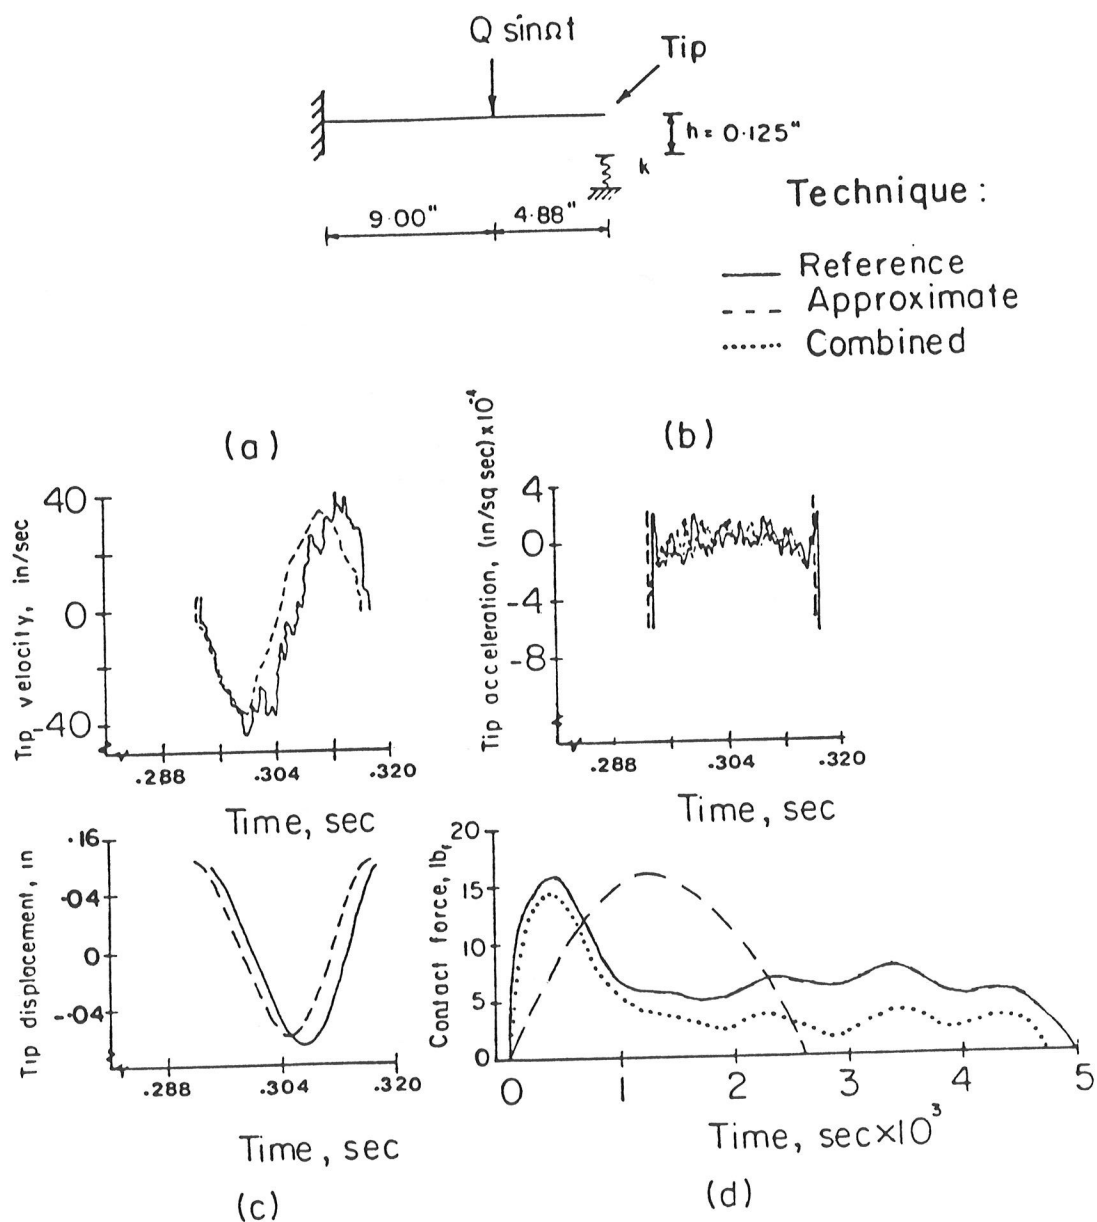 Q sinΩt
Tip
h = 0.125"
k
9.00"
4.88"
Technique :
Reference
Approximate
Combined
(a)
40
0
-40
Tip velocity, in/sec
.288
.304
.320
Time, sec
(b)
4
0
-4
-8
Tip acceleration, (in/sq sec)×10⁻⁴
.288
.304
.320
Time, sec
.16
.04
0
-.04
Tip displacement, in
.288
.304
.320
Time, sec
(c)
20
15
10
5
0
Contact force, lbf
0
1
2
3
4
5
Time, sec×10³
(d)